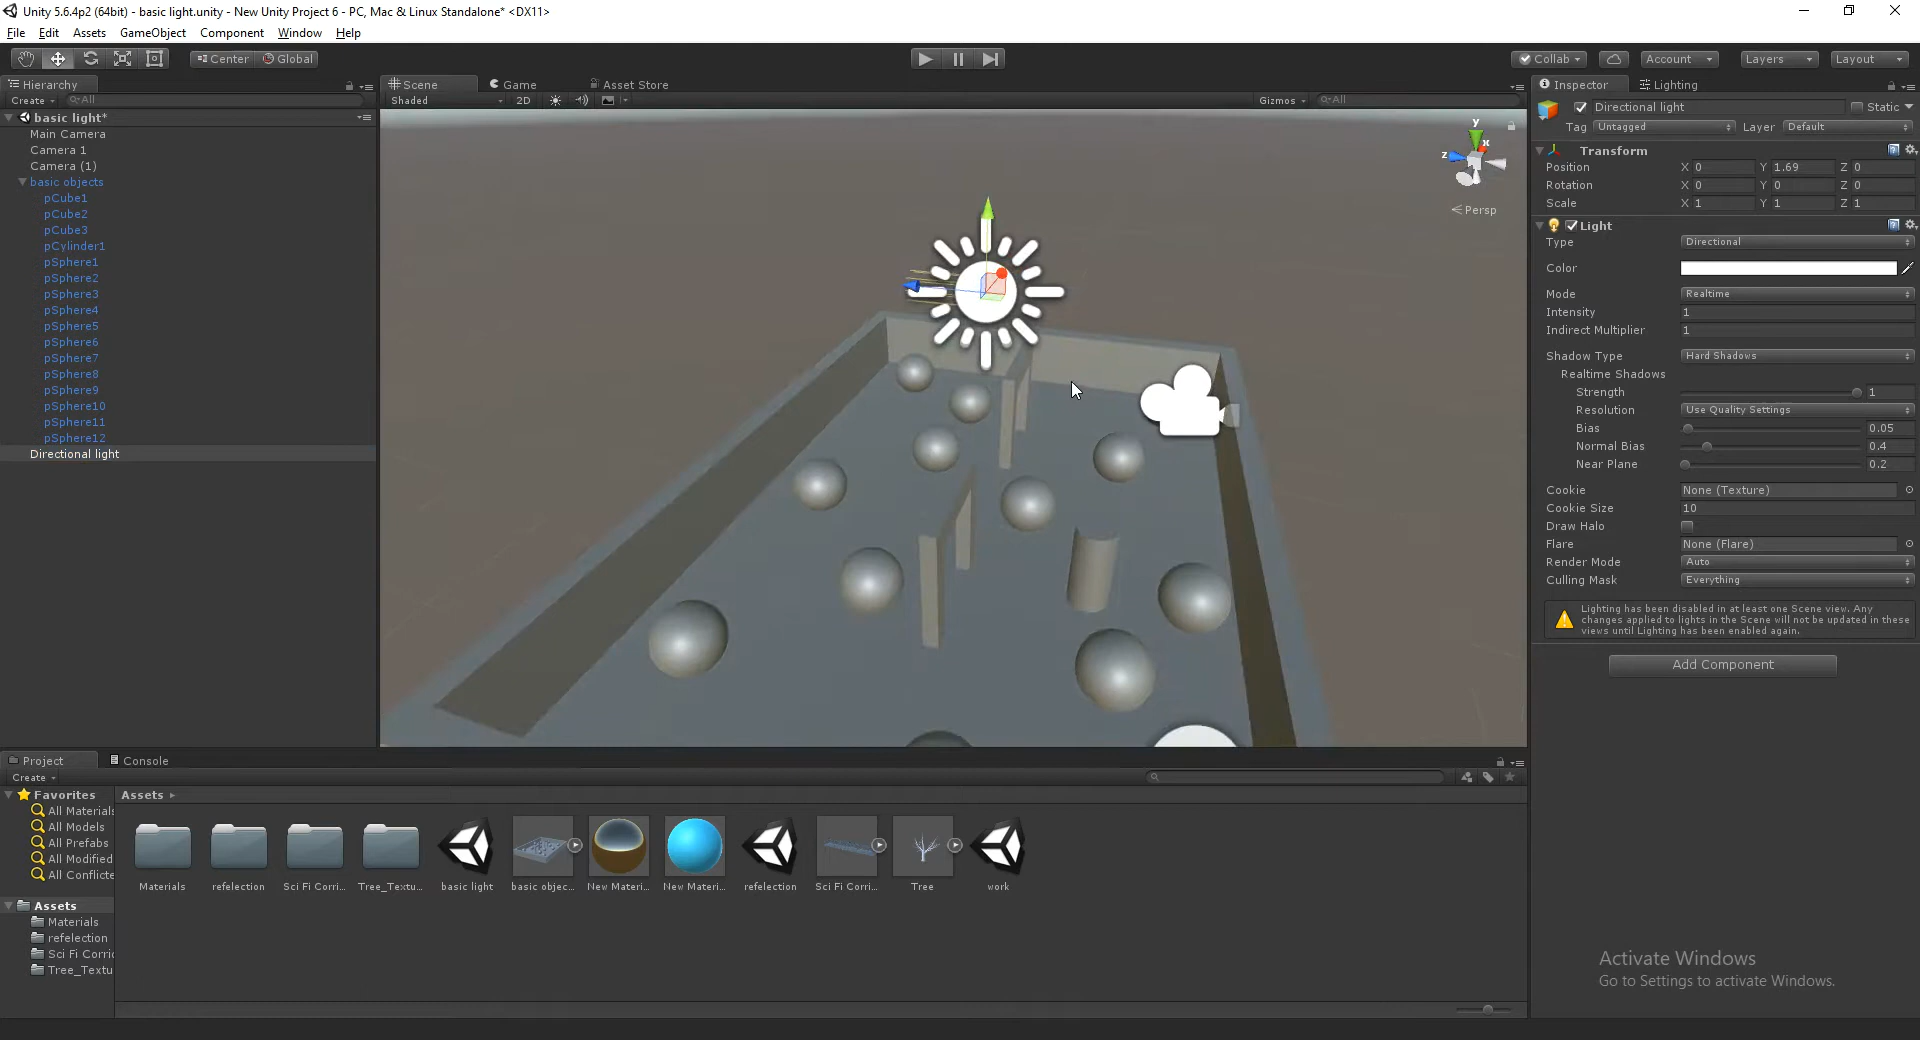 Unity 5.6.4p2 (64bit) - basic light.unity - New Unity Project 6 - PC, Mac & Linux Standalone* <DX11>
File Edit Assets GameObject Component Window Help
Center Global
Collab Account Layers Layout
Hierarchy
Create All
basic light*
Main Camera
Camera 1
Camera (1)
basic objects
pCube1
pCube2
pCube3
pCylinder1
pSphere1
pSphere2
pSphere3
pSphere4
pSphere5
pSphere6
pSphere7
pSphere8
pSphere9
pSphere10
pSphere11
pSphere12
Directional light
Scene Game Asset Store
Shaded 2D Gizmos All
y
x
z
Persp
Inspector Lighting
Directional light Static
Tag Untagged Layer Default
Transform
Position X 0 Y 1.69 Z 0
Rotation X 0 Y 0 Z 0
Scale X 1 Y 1 Z 1
Light
Type Directional
Color
Mode Realtime
Intensity 1
Indirect Multiplier 1
Shadow Type Hard Shadows
Realtime Shadows
Strength 1
Resolution Use Quality Settings
Bias 0.05
Normal Bias 0.4
Near Plane 0.2
Cookie None (Texture)
Cookie Size 10
Draw Halo
Flare None (Flare)
Render Mode Auto
Culling Mask Everything
Lighting has been disabled in at least one Scene view. Any
changes applied to lights in the Scene will not be updated in these
views until Lighting has been enabled again.
Add Component
Project Console
Create
Favorites
All Materials
All Models
All Prefabs
All Modified
All Conflicte
Assets
Materials
refelection
Sci Fi Corri
Tree_Textu
Assets
Materials
refelection
Sci Fi Corri...
Tree_Textu...
basic light
basic objec...
New Materi...
New Materi...
refelection
Sci Fi Corri...
Tree
work
Activate Windows
Go to Settings to activate Windows.